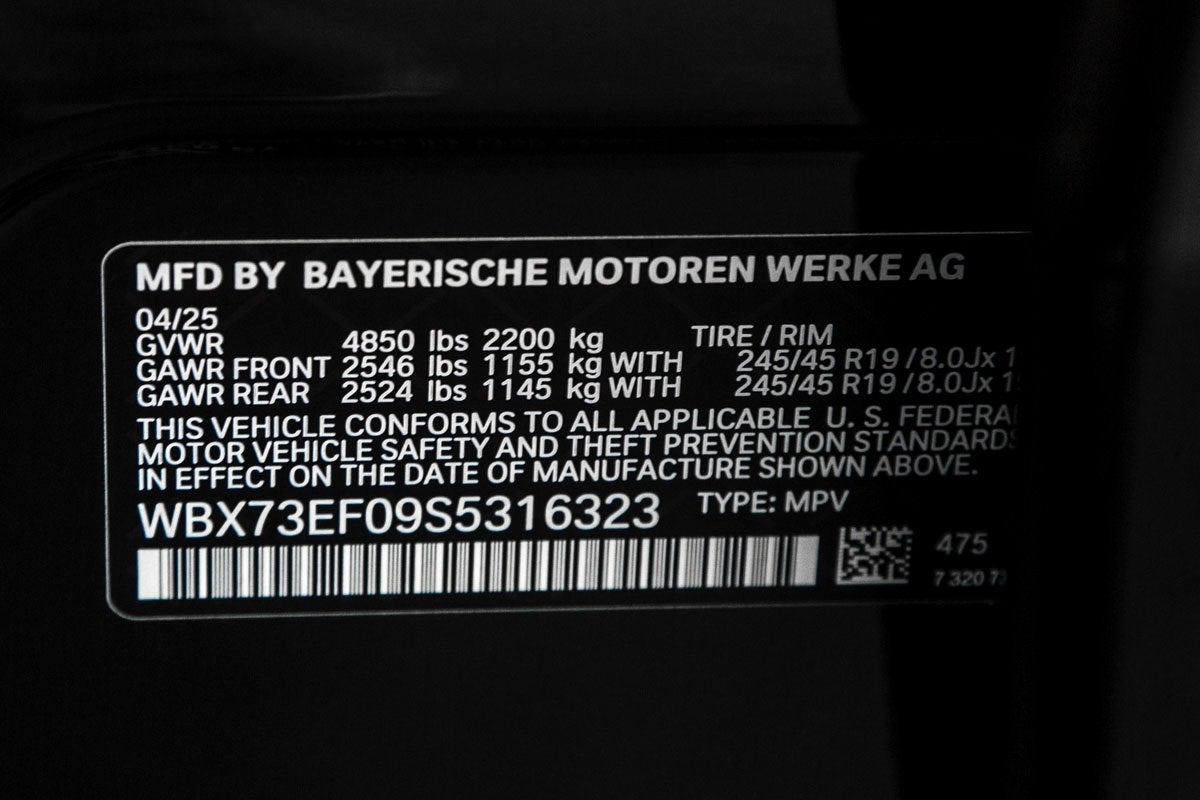 MFD BY BAYERISCHE MOTOREN WERKE AG
04/25
GVWR 4850 lbs 2200 kg TIRE / RIM
GAWR FRONT 2546 lbs 1155 kg WITH 245/45 R19 / 8.0Jx
GAWR REAR 2524 lbs 1145 kg WITH 245/45 R19 / 8.0Jx
THIS VEHICLE CONFORMS TO ALL APPLICABLE U. S. FEDERAL
MOTOR VEHICLE SAFETY AND THEFT PREVENTION STANDARDS
IN EFFECT ON THE DATE OF MANUFACTURE SHOWN ABOVE.
WBX73EF09S5316323 TYPE: MPV
475
7 320